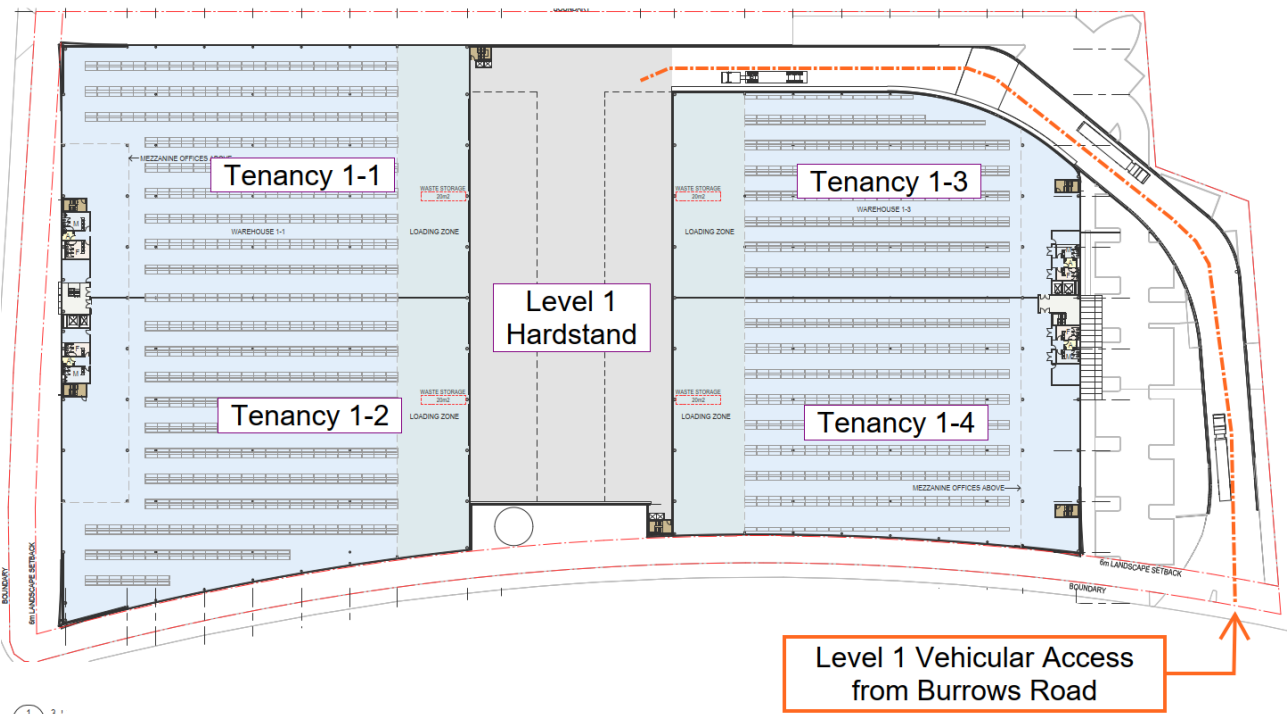 BOUNDARY
MEZZANINE OFFICES ABOVE
Tenancy 1-1
WASTE STORAGE
20m2
WAREHOUSE 1-1
LOADING ZONE
WASTE STORAGE
20m2
LOADING ZONE
Tenancy 1-3
WAREHOUSE 1-3
Level 1
Hardstand
Tenancy 1-2
WASTE STORAGE
20m2
LOADING ZONE
WASTE STORAGE
20m2
LOADING ZONE
Tenancy 1-4
MEZZANINE OFFICES ABOVE
BOUNDARY
6m LANDSCAPE SETBACK
6m LANDSCAPE SETBACK
BOUNDARY
Level 1 Vehicular Access
from Burrows Road